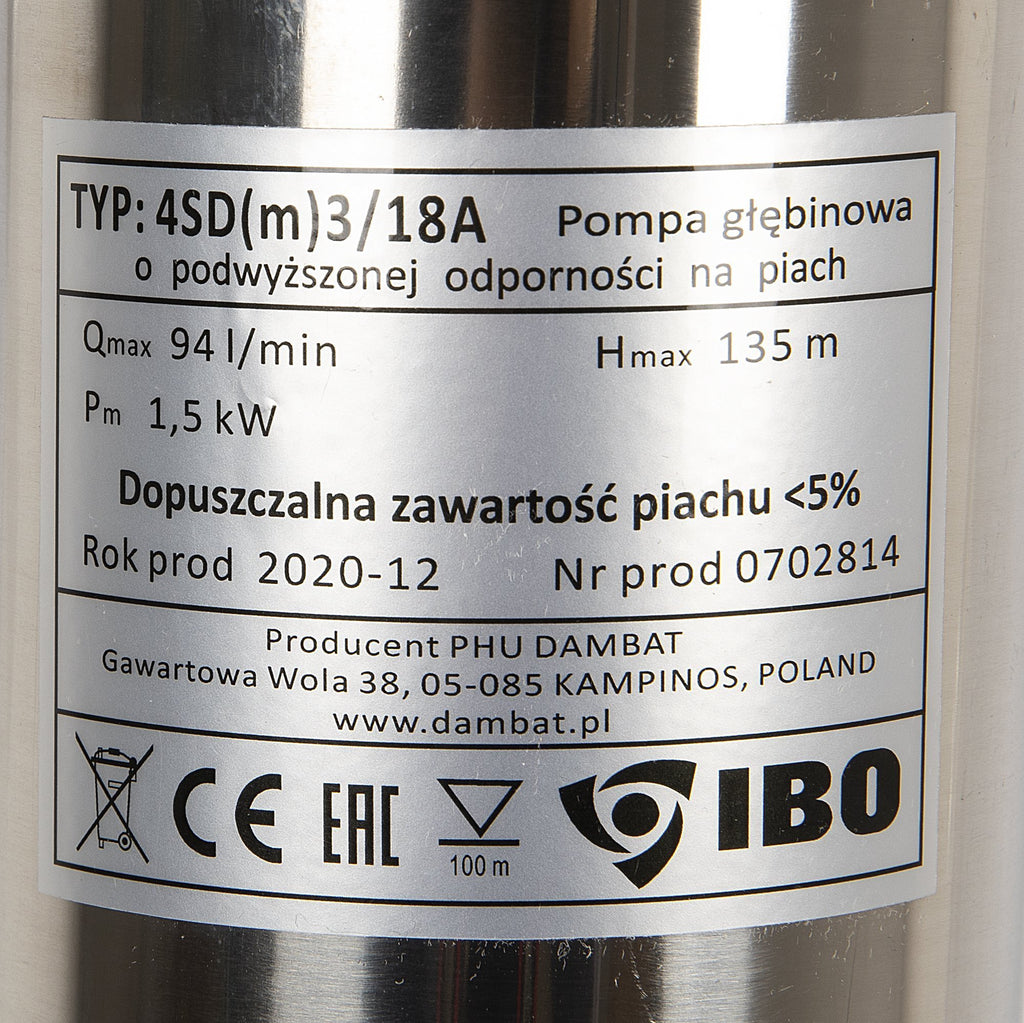 TYP: 4SD(m)3/18A Pompa głębinowa
o podwyższonej odporności na piach
Qmax 94 l/min Hmax 135 m
Pm 1,5 kW
Dopuszczalna zawartość piachu <5%
Rok prod 2020-12 Nr prod 0702814
Producent PHU DAMBAT
Gawartowa Wola 38, 05-085 KAMPINOS, POLAND
www.dambat.pl
CE EAC 100 m IBO